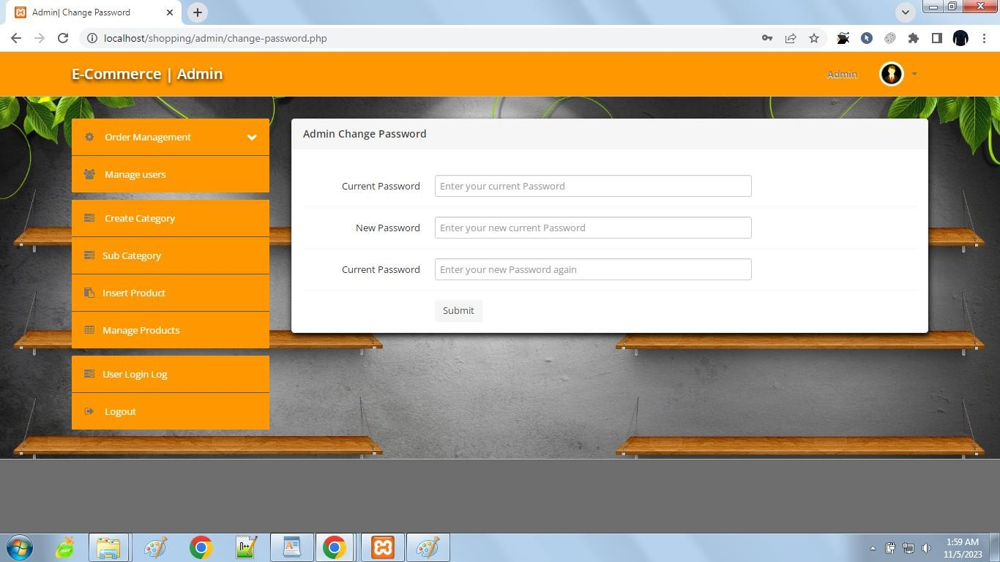 Admin| Change Password
localhost/shopping/admin/change-password.php
E-Commerce | Admin
Admin
Order Management
Manage users
Create Category
Sub Category
Insert Product
Manage Products
User Login Log
Logout
Admin Change Password
Current Password
Enter your current Password
New Password
Enter your new current Password
Current Password
Enter your new Password again
Submit
1:59 AM
11/5/2023